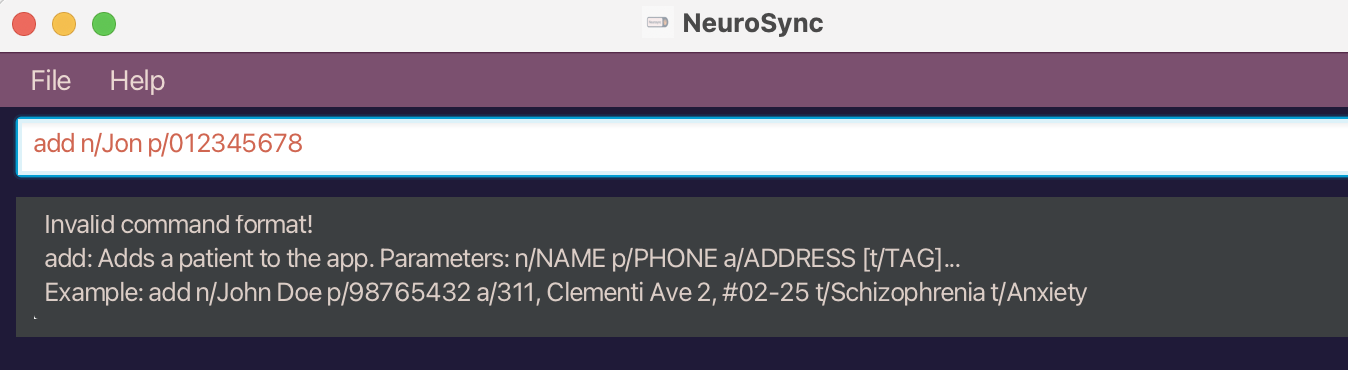 NeuroSync
File Help
add n/Jon p/012345678
Invalid command format!
add: Adds a patient to the app. Parameters: n/NAME p/PHONE a/ADDRESS [t/TAG]...
Example: add n/John Doe p/98765432 a/311, Clementi Ave 2, #02-25 t/Schizophrenia t/Anxiety